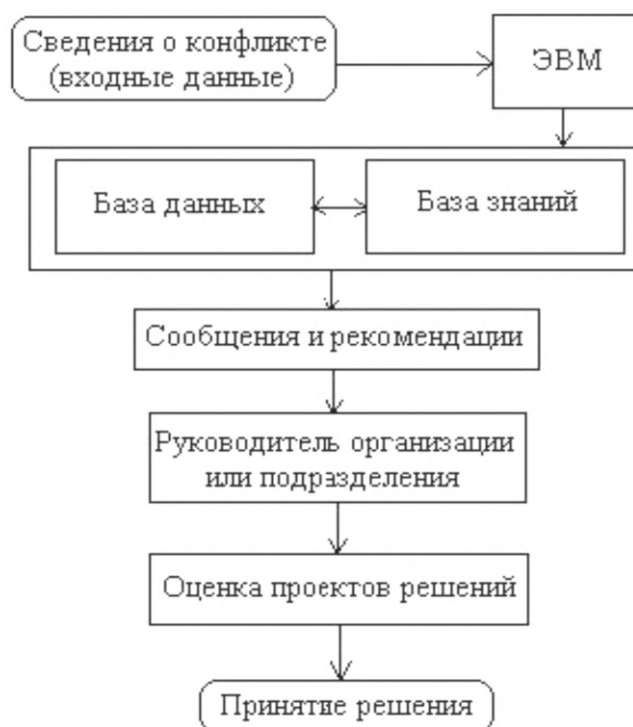 Сведения о конфликте
(входные данные)
ЭВМ
База данных
База знаний
Сообщения и рекомендации
Руководитель организации
или подразделения
Оценка проектов решений
Принятие решения